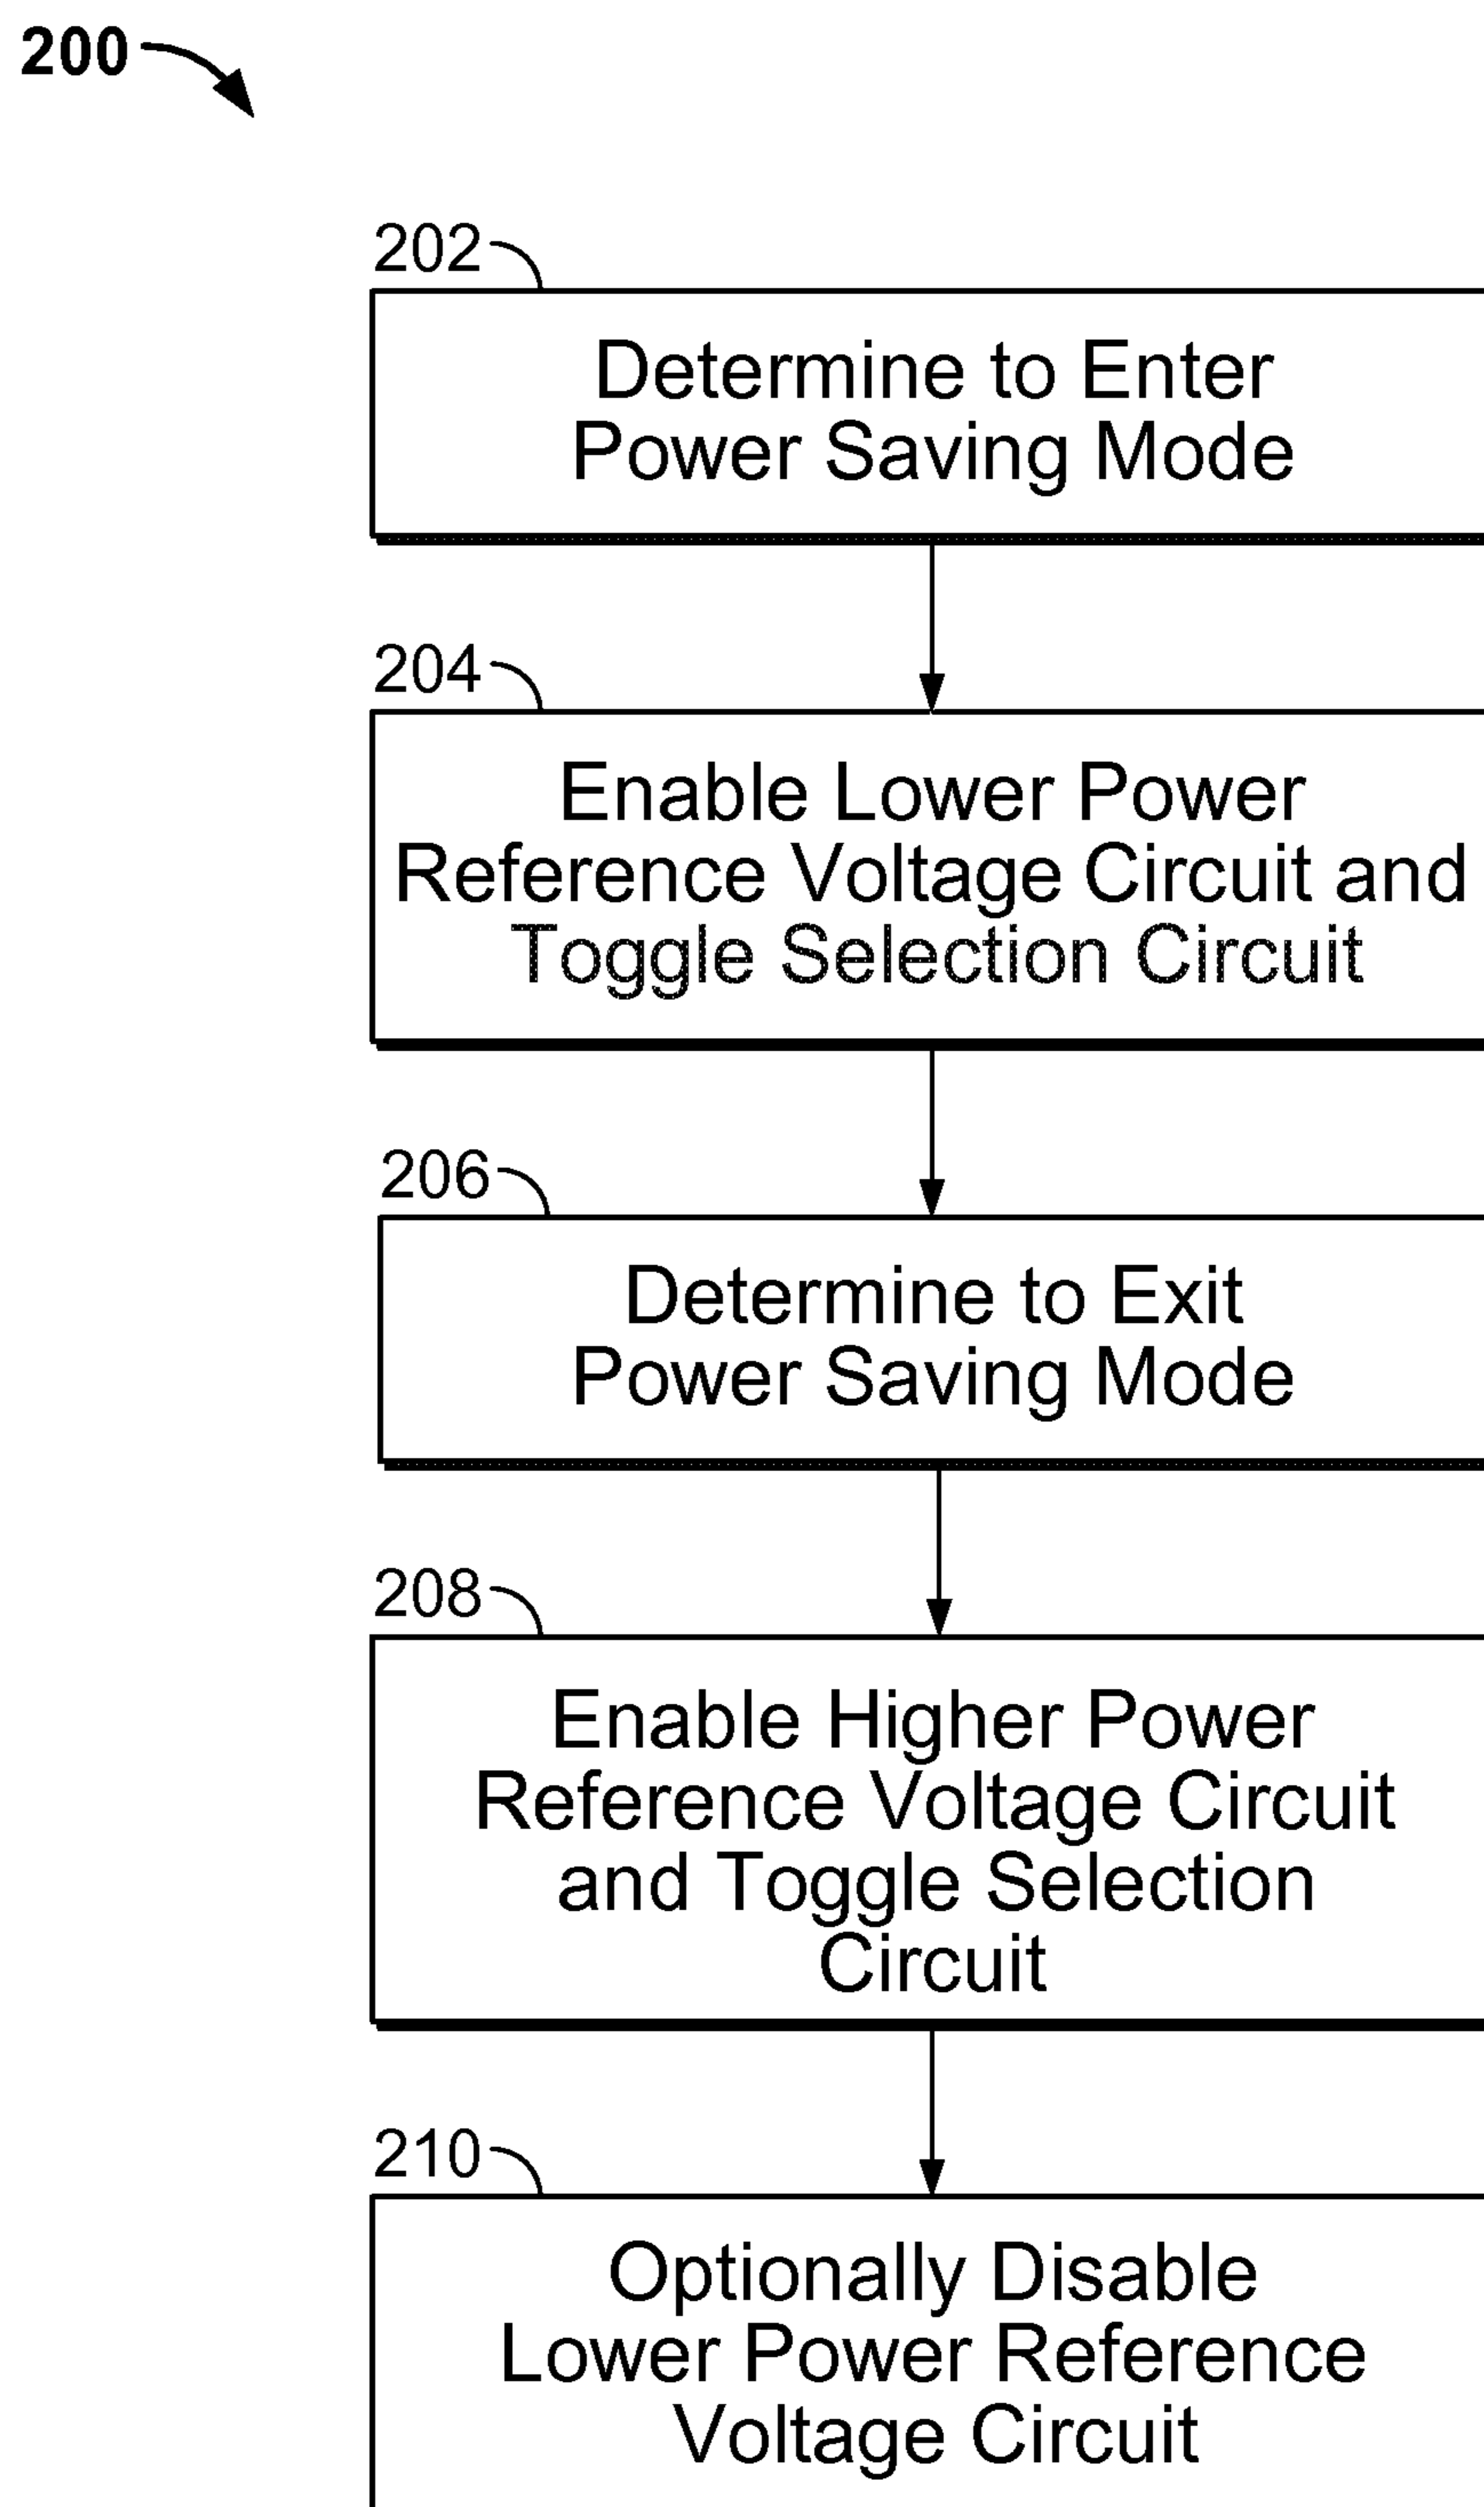 200
202
Determine to Enter
Power Saving Mode
204
Enable Lower Power
Reference Voltage Circuit and
Toggle Selection Circuit
206
Determine to Exit
Power Saving Mode
208
Enable Higher Power
Reference Voltage Circuit
and Toggle Selection
Circuit
210
Optionally Disable
Lower Power Reference
Voltage Circuit